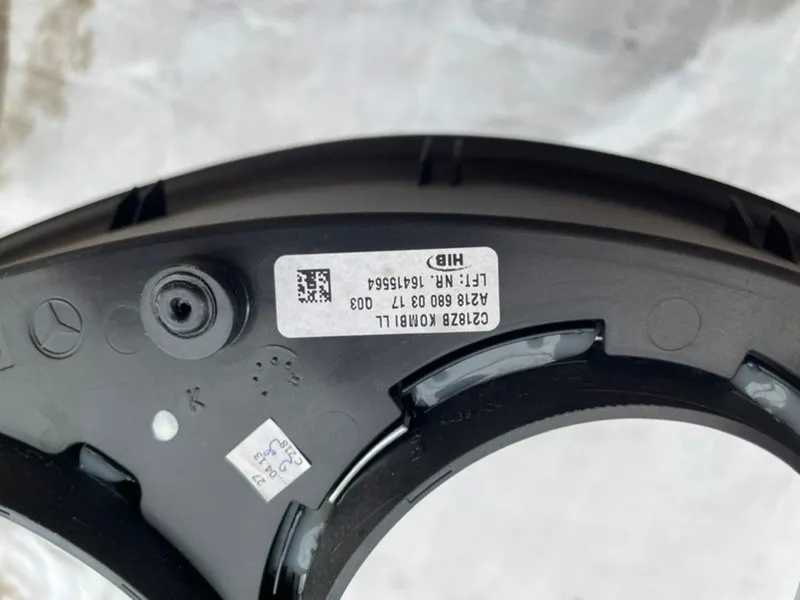 C218ZB KOMBI LL
A218 680 03 17 Q03
LFT: NR. 16415564
HIB
K
27
04.13
C218